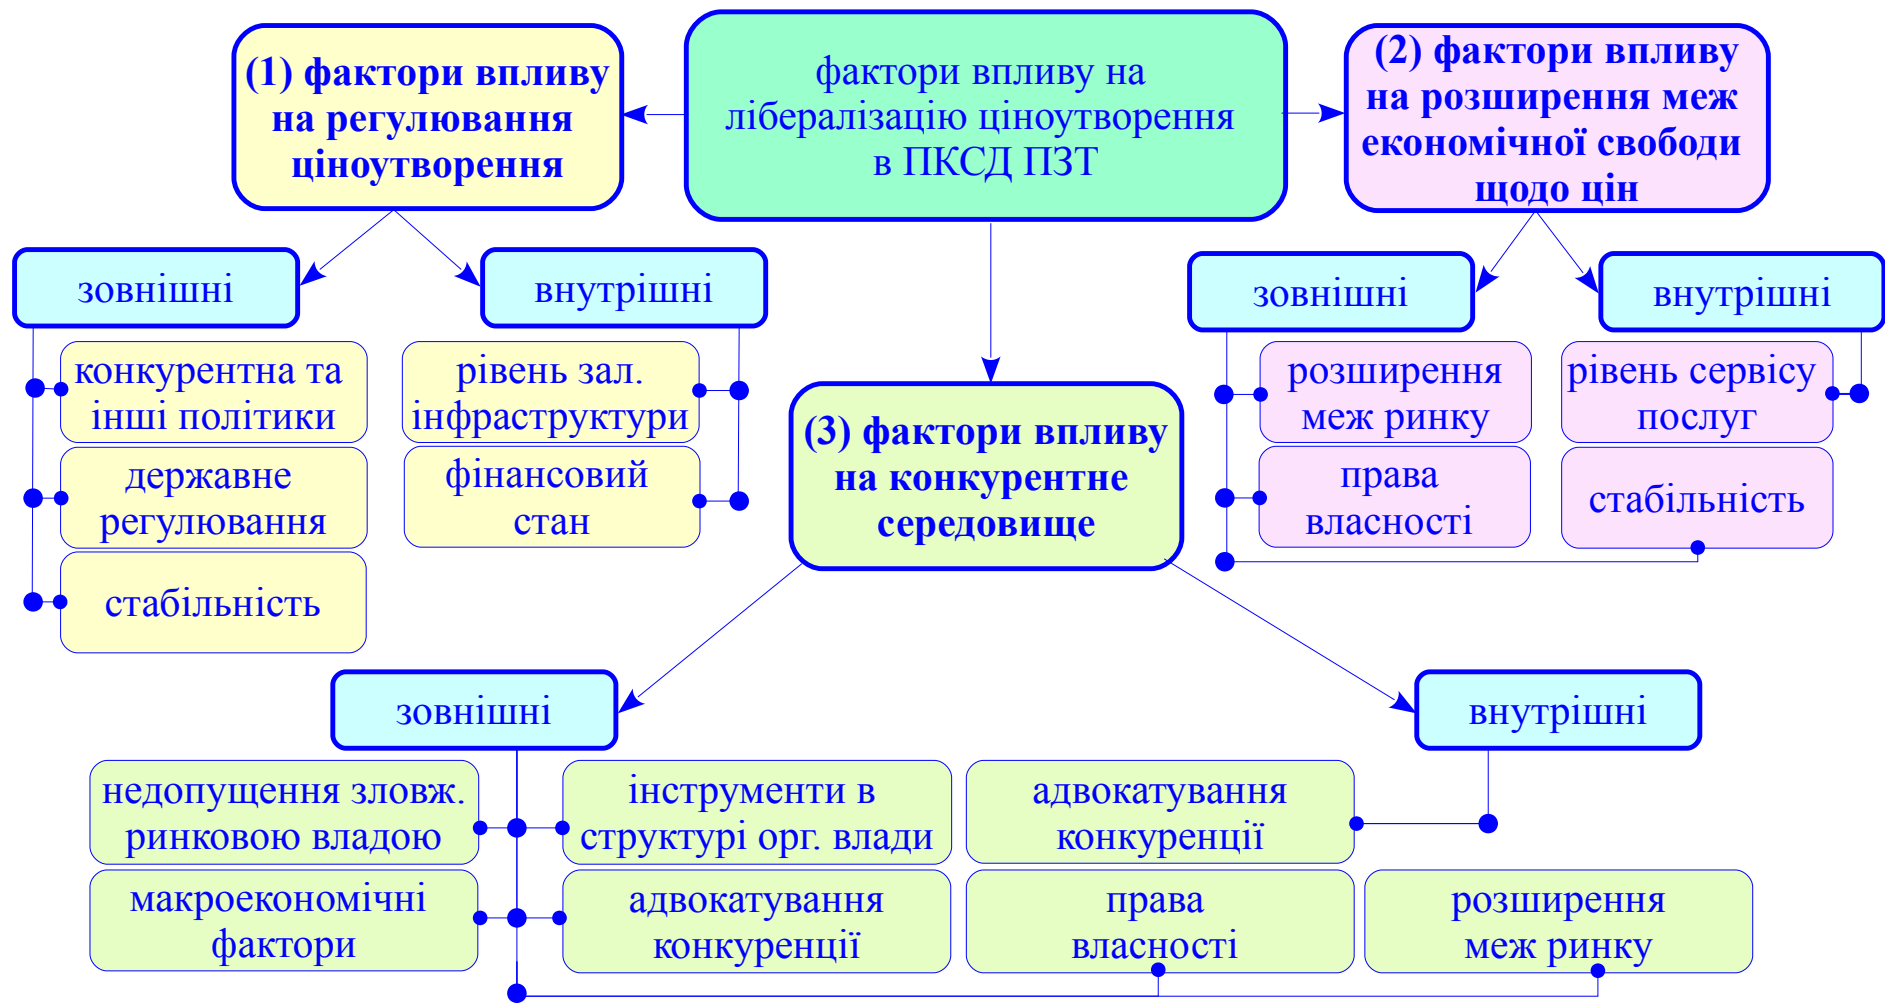 (1) фактори впливу
на регулювання
ціноутворення
фактори впливу на
лібералізацію ціноутворення
в ПКСД ПЗТ
(2) фактори впливу
на розширення меж
економічної свободи
щодо цін
зовнішні
внутрішні
зовнішні
внутрішні
конкурентна та
інші політики
державне
регулювання
стабільність
рівень зал.
інфраструктури
фінансовий
стан
(3) фактори впливу
на конкурентне
середовище
розширення
меж ринку
права
власності
рівень сервісу
послуг
стабільність
зовнішні
внутрішні
недопущення зловж.
ринковою владою
інструменти в
структурі орг. влади
адвокатування
конкуренції
макроекономічні
фактори
адвокатування
конкуренції
права
власності
розширення
меж ринку